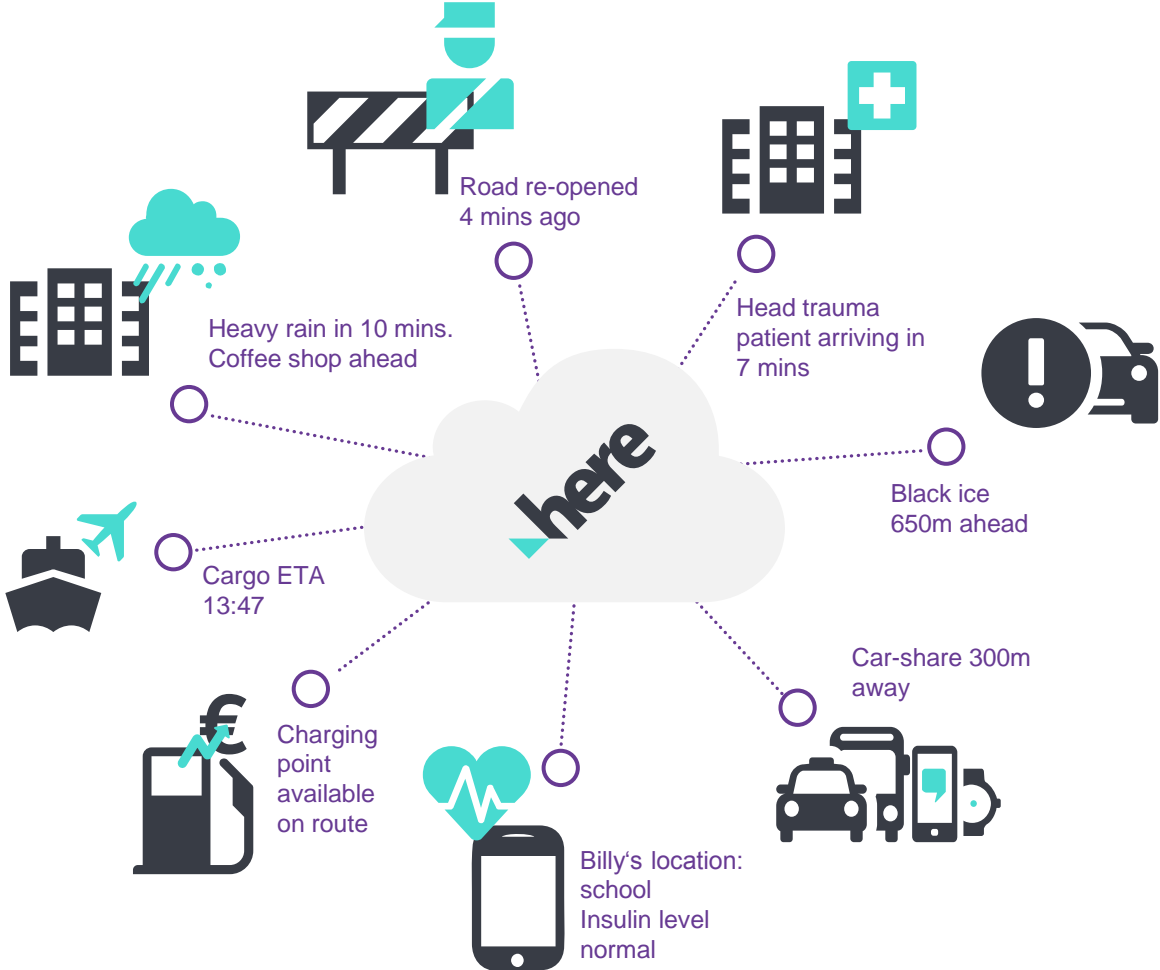 Road re-opened
4 mins ago
Head trauma
patient arriving in
7 mins
Heavy rain in 10 mins.
Coffee shop ahead
here
Black ice
650m ahead
Cargo ETA
13:47
Car-share 300m
away
€
Charging
point
available
on route
Billy‘s location:
school
Insulin level
normal